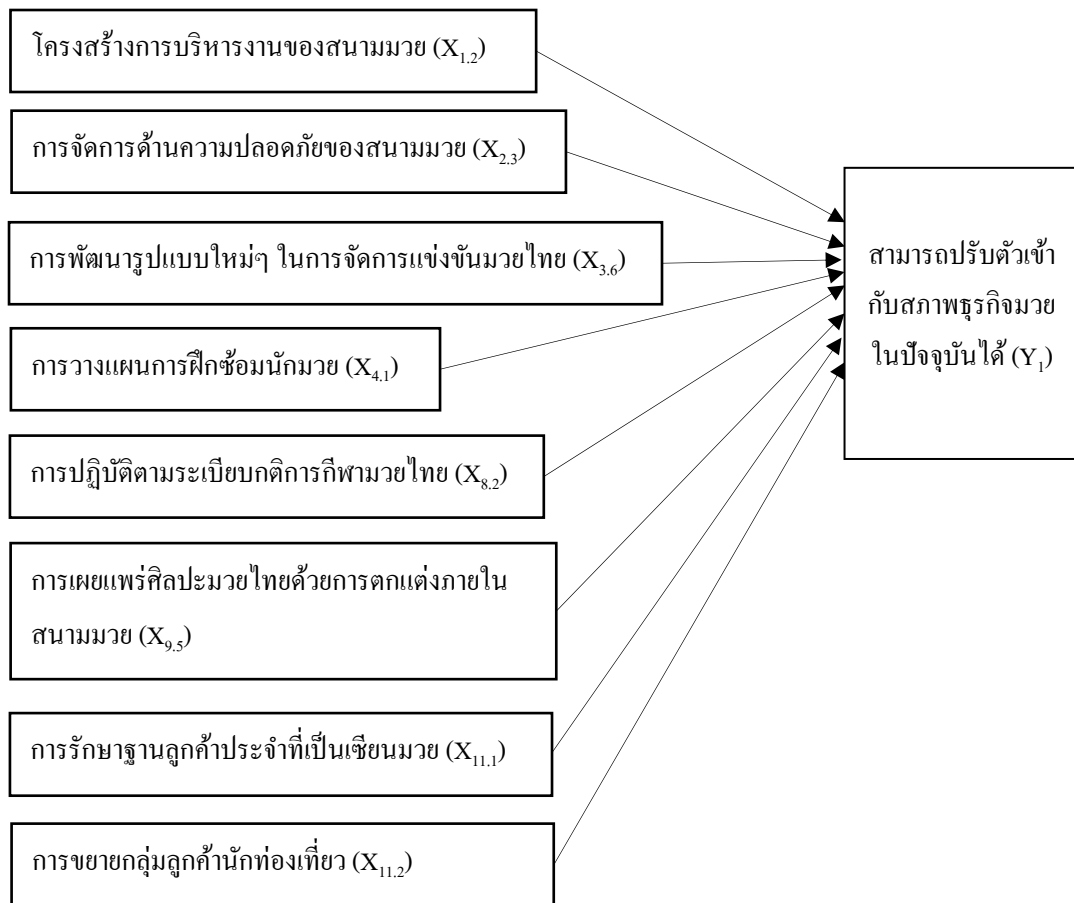 โครงสร้างการบริหารงานของสนามมวย (X1.2)
การจัดการด้านความปลอดภัยของสนามมวย (X2.3)
การพัฒนารูปแบบใหม่ๆ ในการจัดการแข่งขันมวยไทย (X3.6)
การวางแผนการฝึกซ้อมนักมวย (X4.1)
การปฏิบัติตามระเบียบกติการกีฬามวยไทย (X8.2)
การเผยแพร่ศิลปะมวยไทยด้วยการตกแต่งภายใน
สนามมวย (X9.5)
การรักษาฐานลูกค้าประจำที่เป็นเซียนมวย (X11.1)
การขยายกลุ่มลูกค้านักท่องเที่ยว (X11.2)
สามารถปรับตัวเข้า
กับสภาพธุรกิจมวย
ในปัจจุบันได้ (Y1)